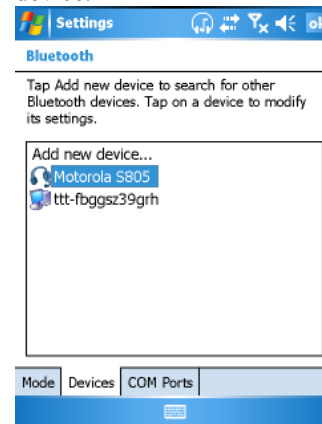 Settings
ok
Bluetooth
Tap Add new device to search for other
Bluetooth devices. Tap on a device to modify
its settings.
Add new device...
Motorola S805
ttt-fbggsz39grh
Mode Devices COM Ports